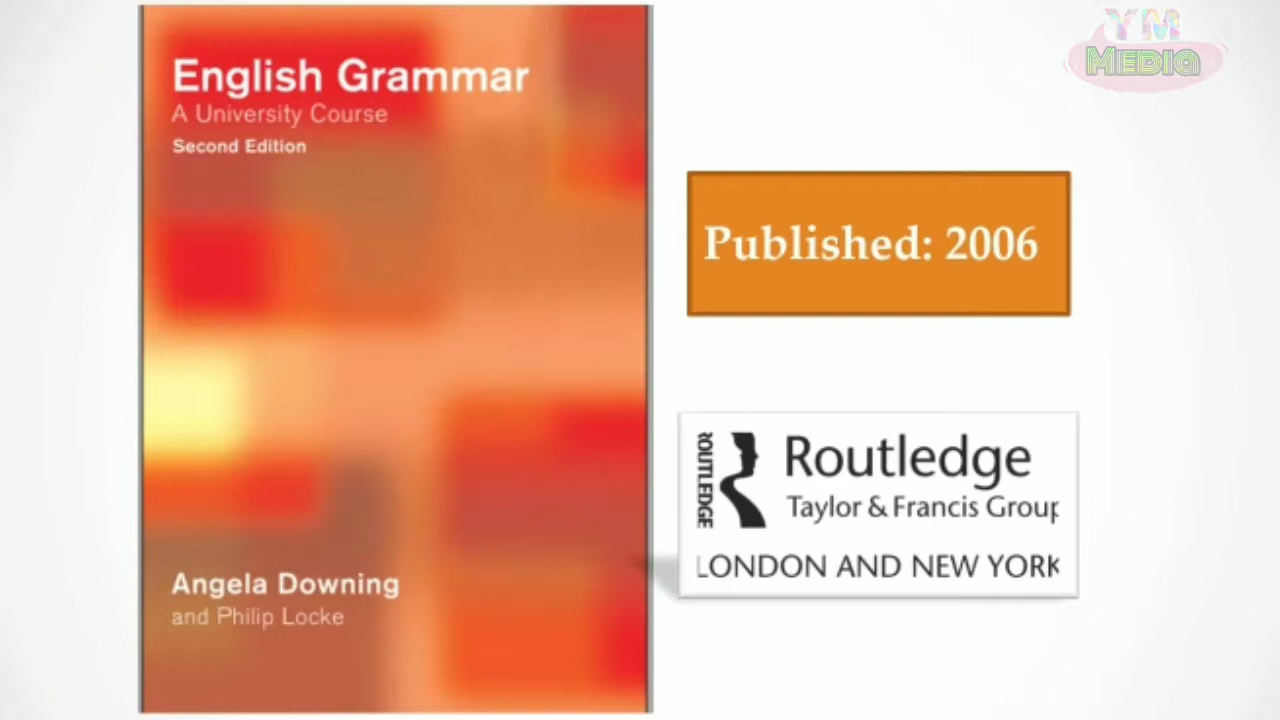 English Grammar
A University Course
Second Edition
Angela Downing
and Philip Locke
YM
MEDIA
Published: 2006
ROUTLEDGE
Routledge
Taylor & Francis Group
LONDON AND NEW YORK